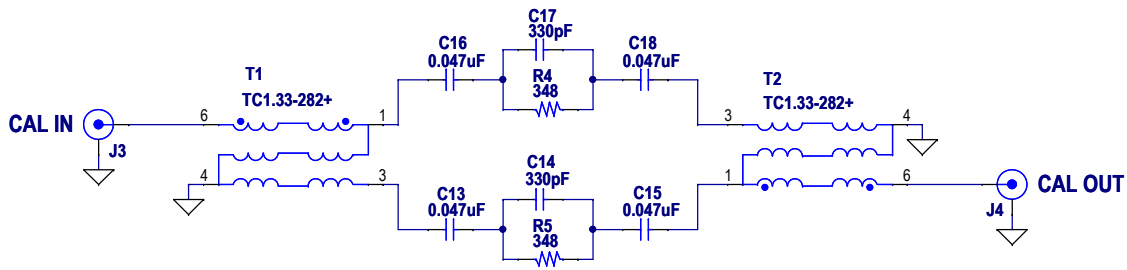 C17
330pF
C16
0.047uF
C18
0.047uF
R4
348
T1
TC1.33-282+
T2
TC1.33-282+
CAL IN
J3
6
1
3
4
4
3
1
6
C14
330pF
C13
0.047uF
C15
0.047uF
R5
348
CAL OUT
J4